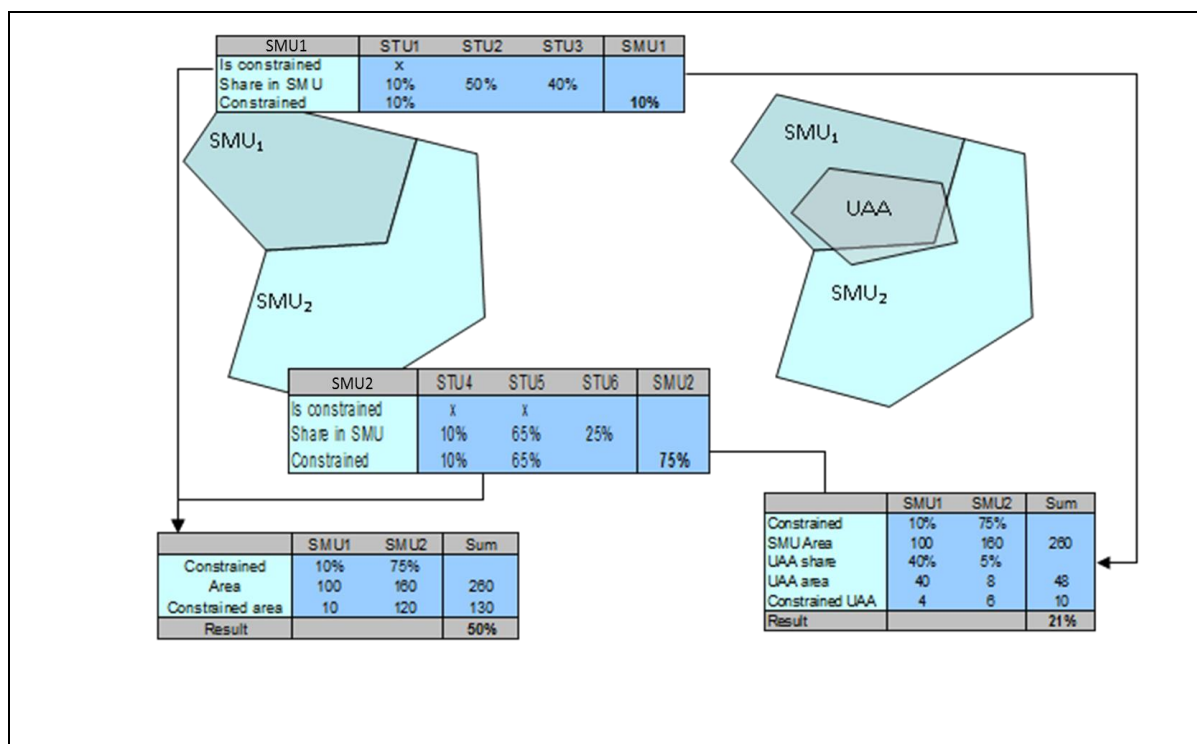 SMU1 STU1 STU2 STU3 SMU1
Is constrained x
Share in SMU 10% 50% 40%
Constrained 10% 10%
SMU₁
SMU₂
SMU₁
UAA
SMU₂
SMU2 STU4 STU5 STU6 SMU2
Is constrained x x
Share in SMU 10% 65% 25%
Constrained 10% 65% 75%
SMU1 SMU2 Sum
Constrained 10% 75%
Area 100 160 260
Constrained area 10 120 130
Result 50%
SMU1 SMU2 Sum
Constrained 10% 75%
SMU Area 100 160 260
UAA share 40% 5%
UAA area 40 8 48
Constrained UAA 4 6 10
Result 21%